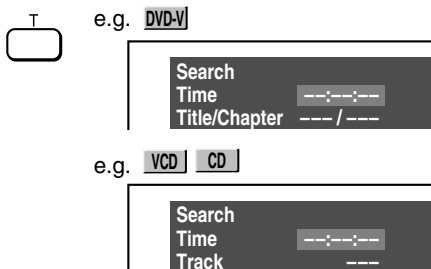 T
e.g. DVD-V
Search
Time --:--:--
Title/Chapter --- / ---
e.g. VCD CD
Search
Time --:--:--
Track ---